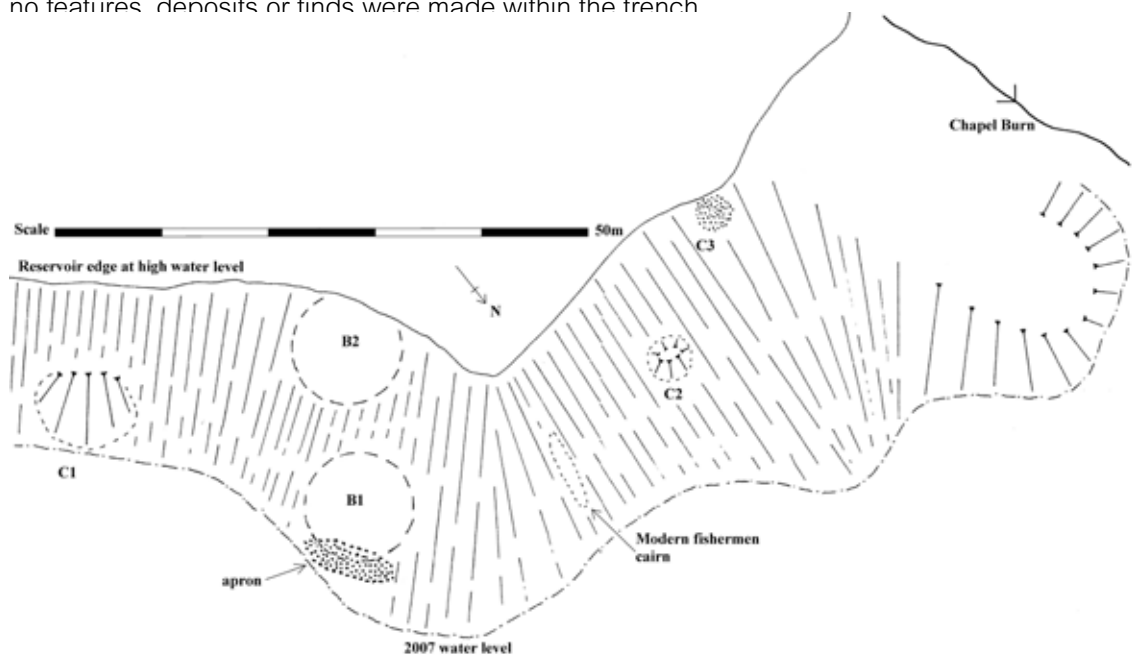 no features, deposits or finds were made within the trench
Chapel Burn
Scale
50m
C3
Reservoir edge at high water level
N
B2
C2
C1
B1
Modern fishermen
cairn
apron
2007 water level